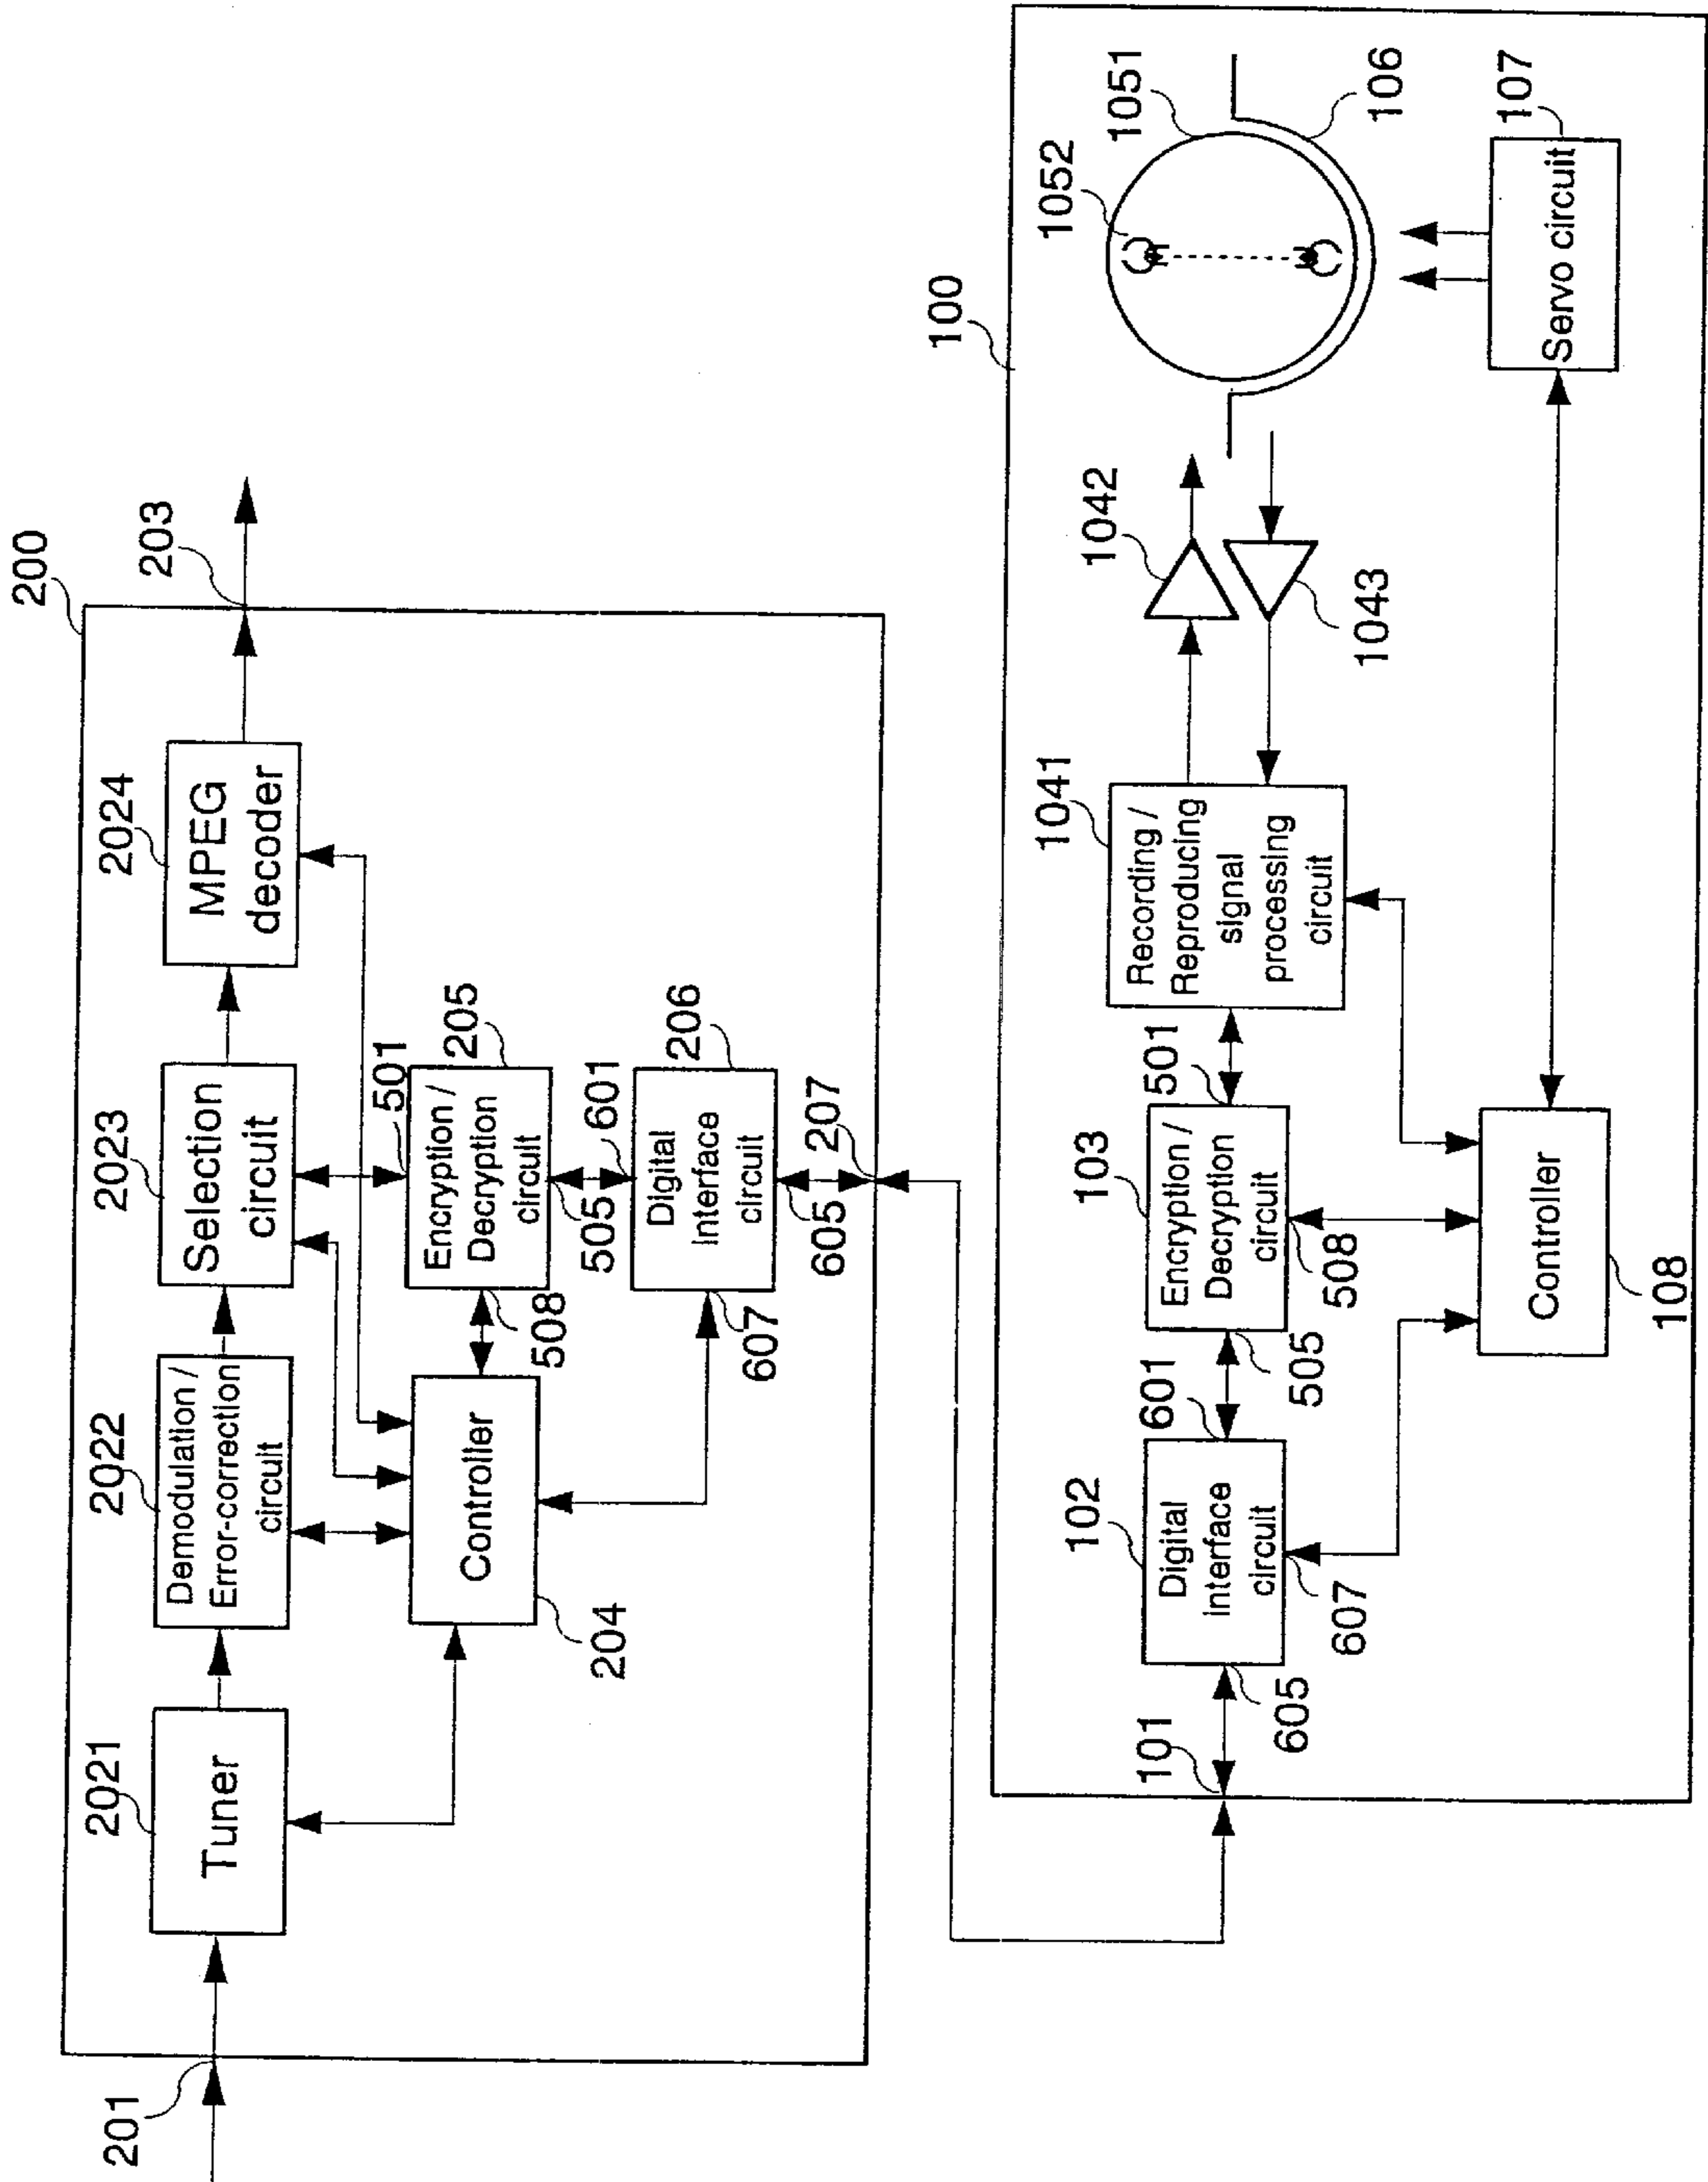 200
201
2021
Tuner
2022
Demodulation /
Error-correction
circuit
2023
Selection
circuit
2024
MPEG
decoder
203
204
Controller
501
205
Encryption /
Decryption
circuit
508
505
601
206
Digital
Interface
circuit
607
605
207
100
101
605
102
Digital
interface
circuit
607
601
505
103
Encryption /
Decryption
circuit
501
508
1041
Recording /
Reproducing
signal
processing
circuit
1042
1043
1052
1051
106
107
Servo circuit
Controller
108